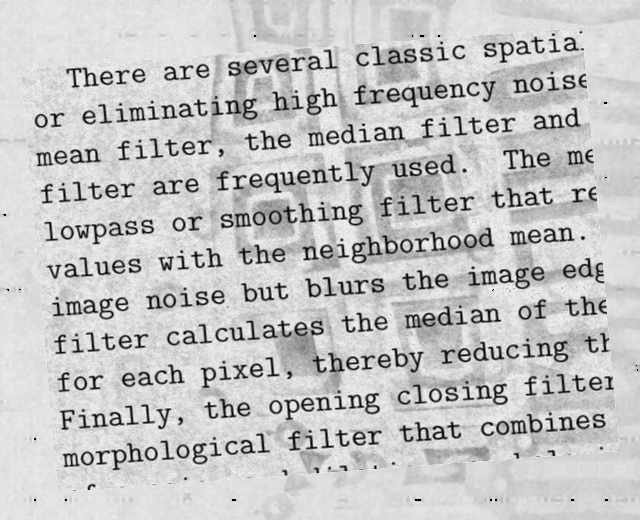 There are several classic spatial
or eliminating high frequency noise
mean filter, the median filter and
filter are frequently used. The me
lowpass or smoothing filter that re
values with the neighborhood mean.
image noise but blurs the image edg
filter calculates the median of the
for each pixel, thereby reducing th
Finally, the opening closing filter
morphological filter that combines